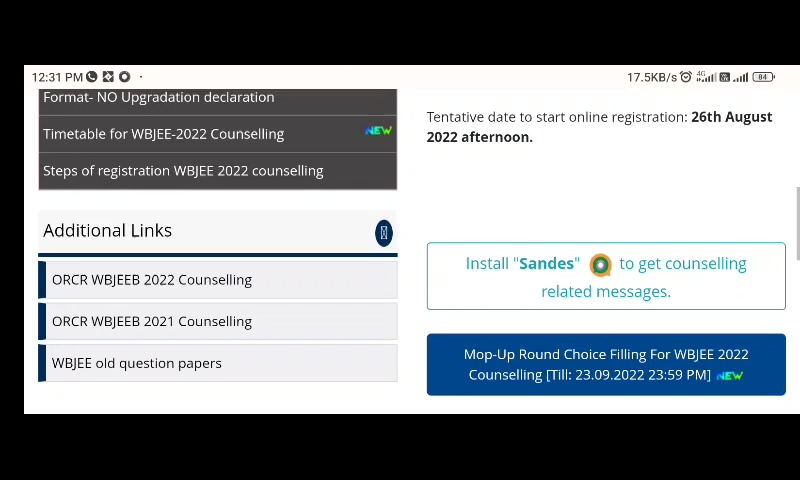 12:31 PM
17.5KB/s 4G 84
Format- NO Upgradation declaration
Timetable for WBJEE-2022 Counselling NEW
Steps of registration WBJEE 2022 counselling
Additional Links
ORCR WBJEEB 2022 Counselling
ORCR WBJEEB 2021 Counselling
WBJEE old question papers
Tentative date to start online registration: 26th August
2022 afternoon.
Install "Sandes" to get counselling
related messages.
Mop-Up Round Choice Filling For WBJEE 2022
Counselling [Till: 23.09.2022 23:59 PM] NEW